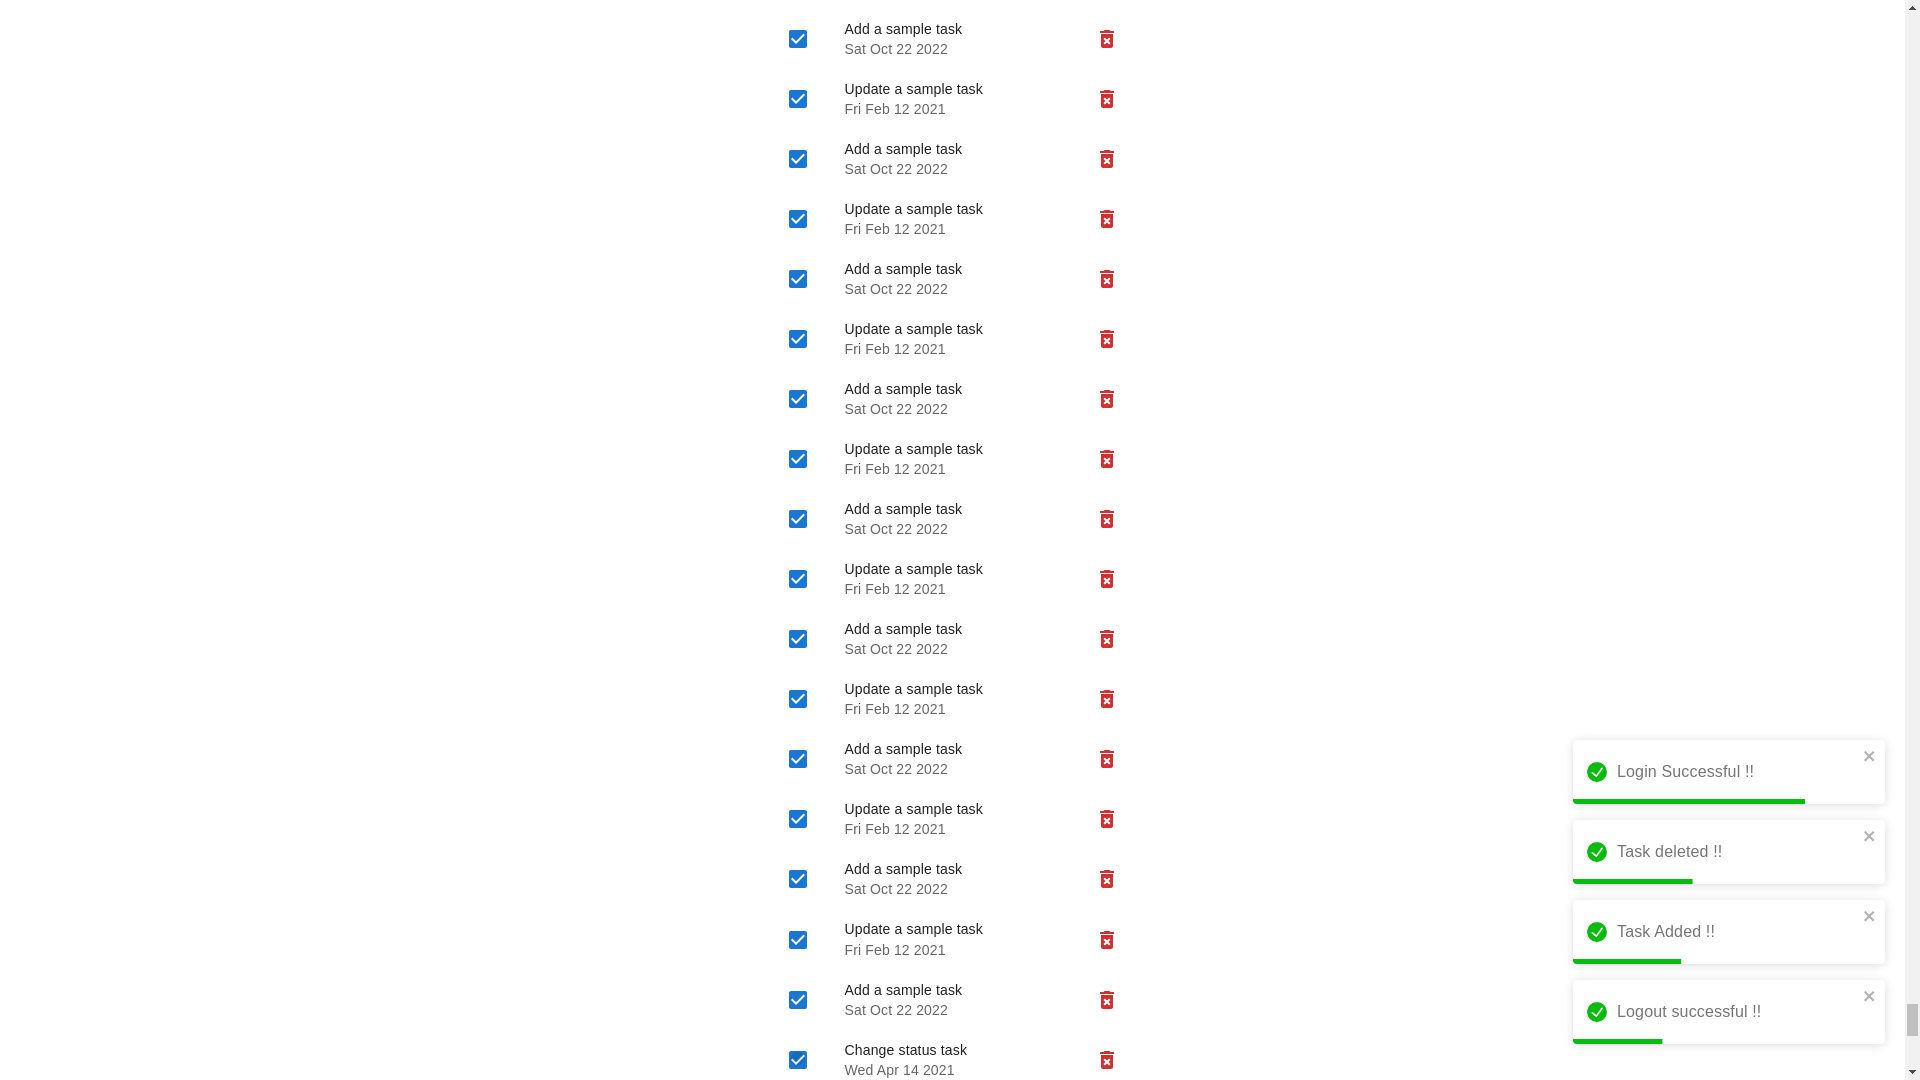 Add a sample task
Sat Oct 22 2022
Update a sample task
Fri Feb 12 2021
Add a sample task
Sat Oct 22 2022
Update a sample task
Fri Feb 12 2021
Add a sample task
Sat Oct 22 2022
Update a sample task
Fri Feb 12 2021
Add a sample task
Sat Oct 22 2022
Update a sample task
Fri Feb 12 2021
Add a sample task
Sat Oct 22 2022
Update a sample task
Fri Feb 12 2021
Add a sample task
Sat Oct 22 2022
Update a sample task
Fri Feb 12 2021
Add a sample task
Sat Oct 22 2022
Update a sample task
Fri Feb 12 2021
Add a sample task
Sat Oct 22 2022
Update a sample task
Fri Feb 12 2021
Add a sample task
Sat Oct 22 2022
Change status task
Wed Apr 14 2021
Login Successful !!
Task deleted !!
Task Added !!
Logout successful !!